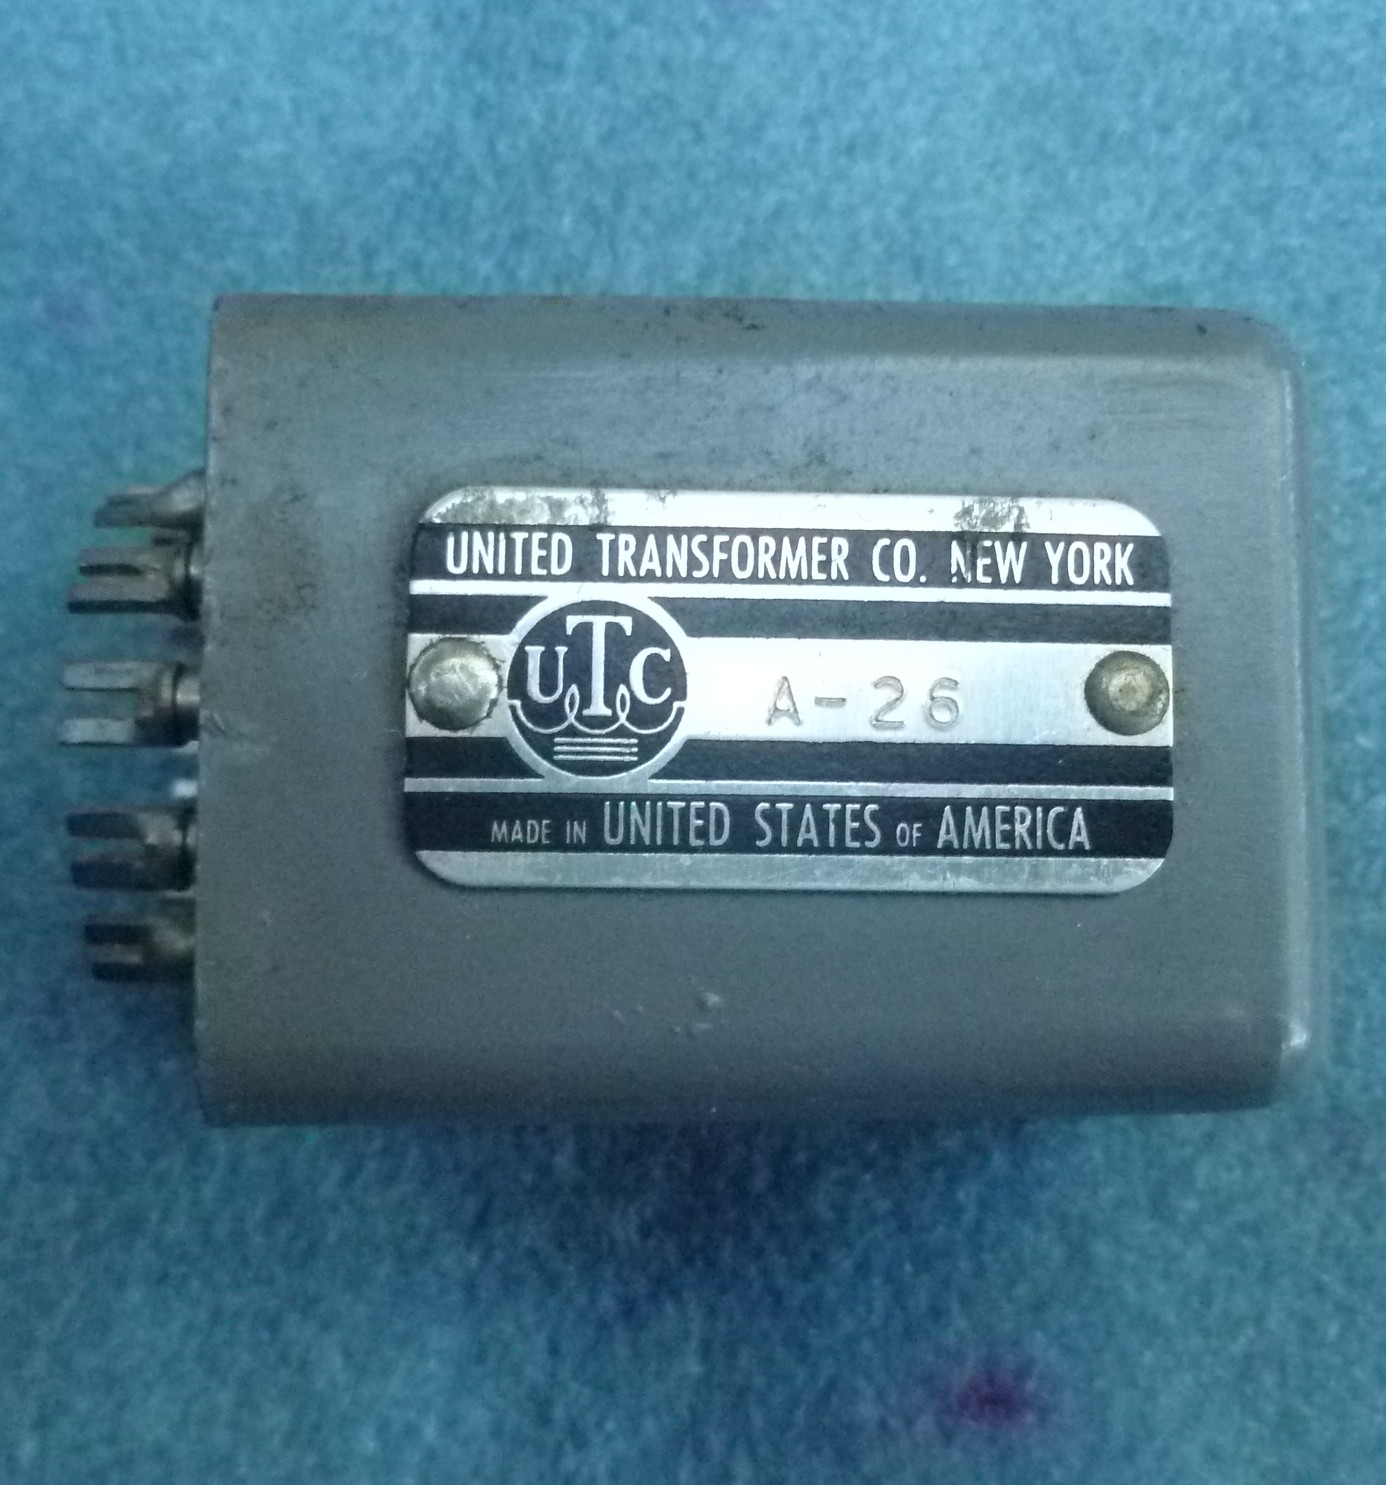 UNITED TRANSFORMER CO. NEW YORK
UTC
A-26
MADE IN UNITED STATES OF AMERICA